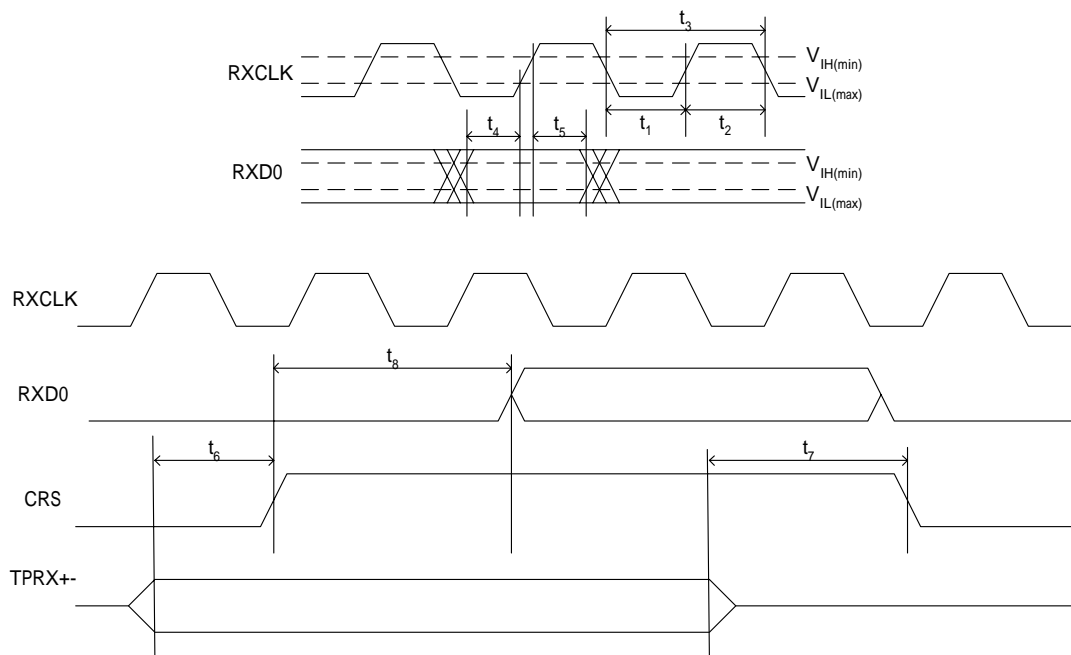 t3
RXCLK
VIH(min)
VIL(max)
t4
t5
t1
t2
RXD0
VIH(min)
VIL(max)
RXCLK
t8
RXD0
t6
t7
CRS
TPRX+-